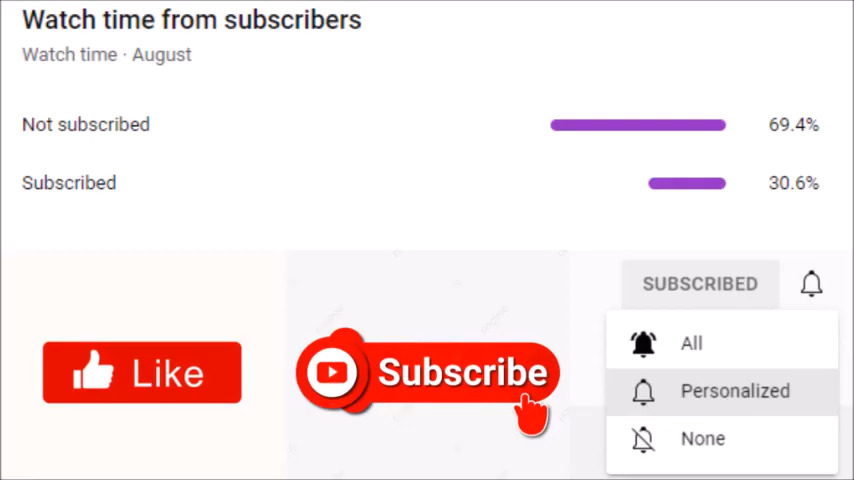 Watch time from subscribers
Watch time · August
Not subscribed 69.4%
Subscribed 30.6%
Like
Subscribe
SUBSCRIBED
All
Personalized
None